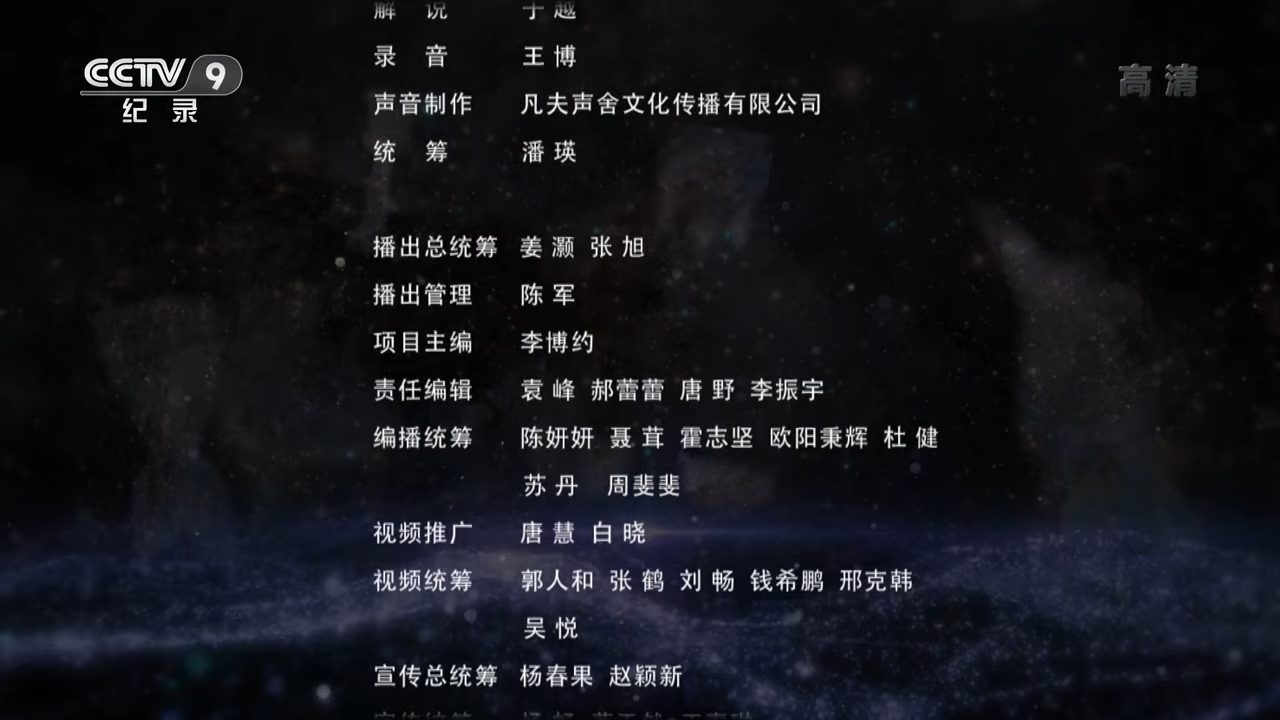 解 说 于 越
录 音 王 博
CCTV 9
纪 录
高 清
声音制作 凡夫声舍文化传播有限公司
统 筹 潘 瑛
播出总统筹 姜 灏 张 旭
播出管理 陈 军
项目主编 李博约
责任编辑 袁 峰 郝蕾蕾 唐 野 李振宇
编播统筹 陈妍妍 聂 茸 霍志坚 欧阳秉辉 杜 健
苏 丹 周斐斐
视频推广 唐 慧 白 晓
视频统筹 郭人和 张 鹤 刘 畅 钱希鹏 邢克韩
吴 悦
宣传总统筹 杨春果 赵颖新